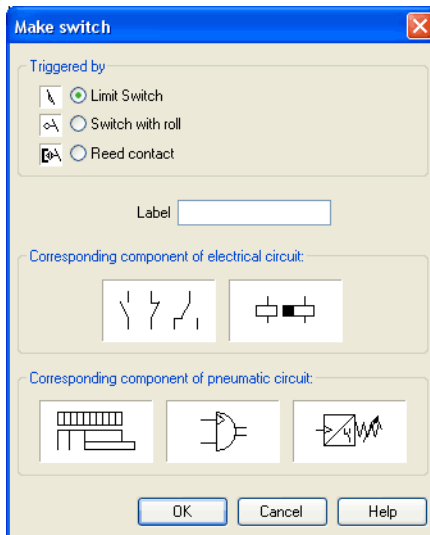 Make switch
Triggered by
Limit Switch
Switch with roll
Reed contact
Label
Corresponding component of electrical circuit:
Corresponding component of pneumatic circuit:
OK Cancel Help